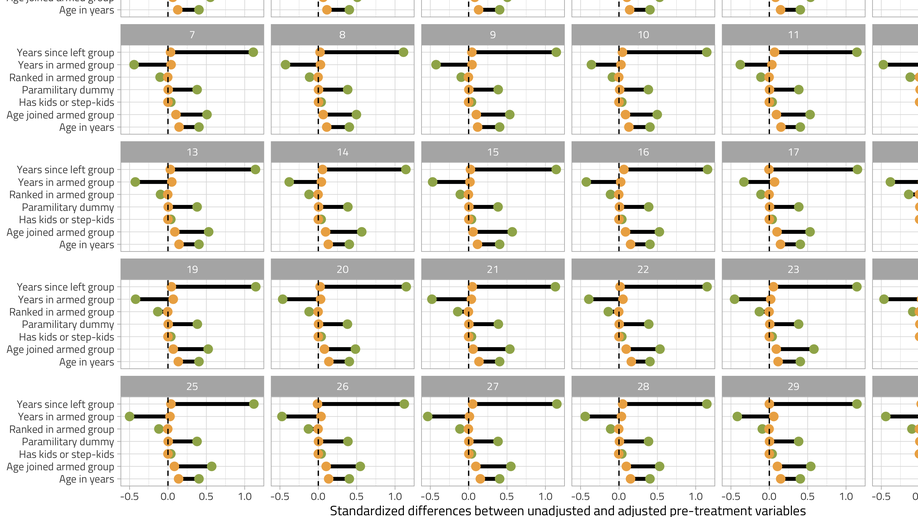 Age joined armed group
Age in years
7 8 9 10 11
Years since left group
Years in armed group
Ranked in armed group
Paramilitary dummy
Has kids or step-kids
Age joined armed group
Age in years
13 14 15 16 17
Years since left group
Years in armed group
Ranked in armed group
Paramilitary dummy
Has kids or step-kids
Age joined armed group
Age in years
19 20 21 22 23
Years since left group
Years in armed group
Ranked in armed group
Paramilitary dummy
Has kids or step-kids
Age joined armed group
Age in years
25 26 27 28 29
Years since left group
Years in armed group
Ranked in armed group
Paramilitary dummy
Has kids or step-kids
Age joined armed group
Age in years
-0.5 0.0 0.5 1.0 -0.5 0.0 0.5 1.0 -0.5 0.0 0.5 1.0 -0.5 0.0 0.5 1.0 -0.5 0.0 0.5 1.0 -0.5
Standardized differences between unadjusted and adjusted pre-treatment variables